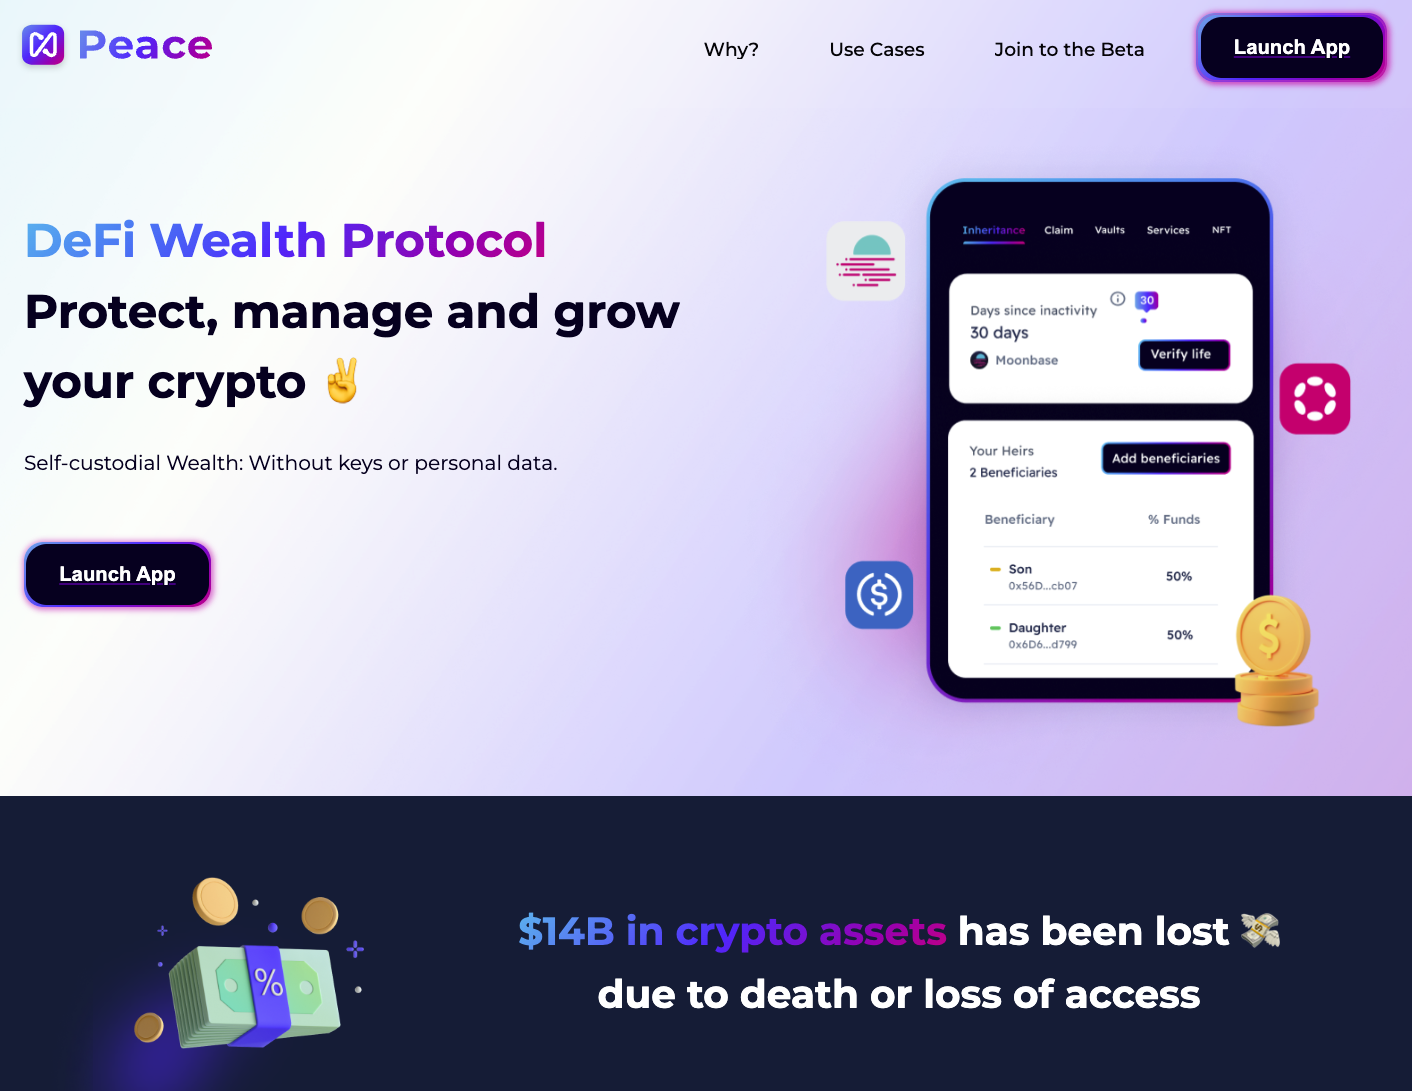 Peace
Why?
Use Cases
Join to the Beta
Launch App
DeFi Wealth Protocol
Protect, manage and grow
your crypto ✌️
Self-custodial Wealth: Without keys or personal data.
Launch App
Inheritance
Claim
Vaults
Services
NFT
Days since inactivity
30
30 days
Moonbase
Verify life
Your Heirs
2 Beneficiaries
Add beneficiaries
Beneficiary
% Funds
Son
0x56D...cb07
50%
Daughter
0x6D6...d799
50%
$
$
%
$14B in crypto assets has been lost 💸
due to death or loss of access